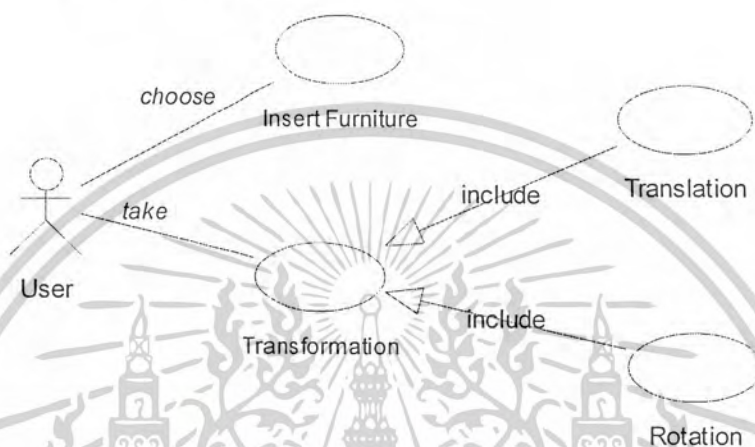 choose
Insert Furniture
include
Translation
take
User
Transformation
include
Rotation